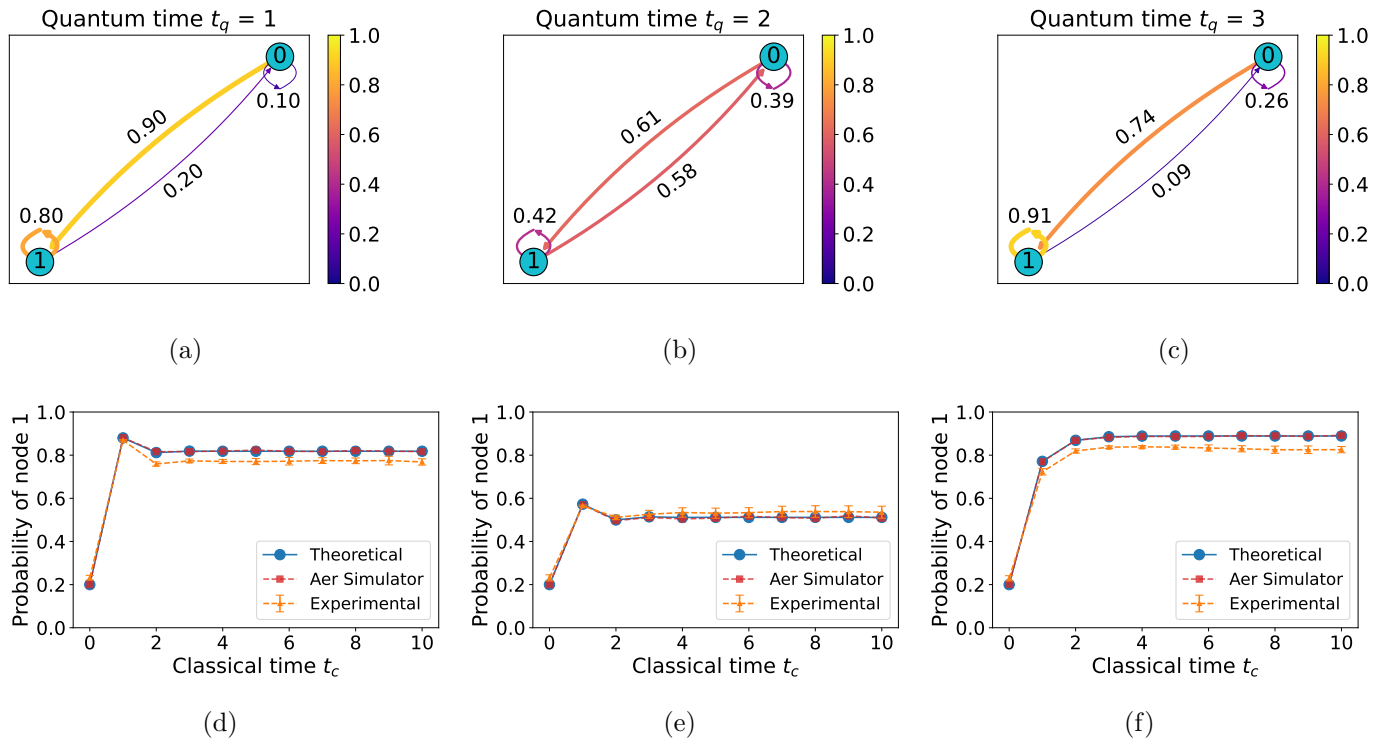 Quantum time t_q = 1
0
0.10
0.90
0.20
0.80
1
1.0
0.8
0.6
0.4
0.2
0.0
(a)
Quantum time t_q = 2
0
0.39
0.61
0.58
0.42
1
1.0
0.8
0.6
0.4
0.2
0.0
(b)
Quantum time t_q = 3
0
0.26
0.74
0.09
0.91
1
1.0
0.8
0.6
0.4
0.2
0.0
(c)
Probability of node 1
1.0
0.8
0.6
0.4
0.2
0.0
Theoretical
Aer Simulator
Experimental
0 2 4 6 8 10
Classical time t_c
(d)
Probability of node 1
1.0
0.8
0.6
0.4
0.2
0.0
Theoretical
Aer Simulator
Experimental
0 2 4 6 8 10
Classical time t_c
(e)
Probability of node 1
1.0
0.8
0.6
0.4
0.2
0.0
Theoretical
Aer Simulator
Experimental
0 2 4 6 8 10
Classical time t_c
(f)